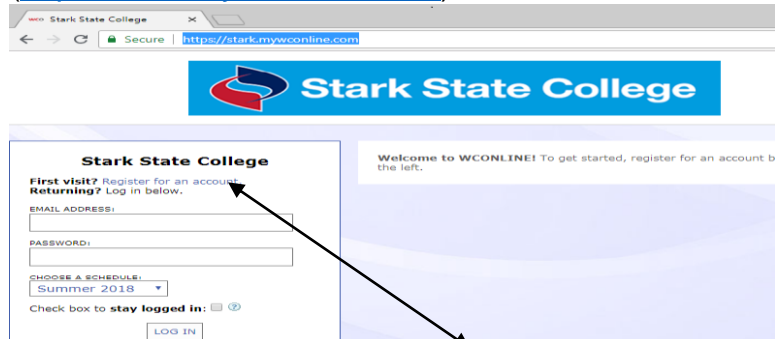 wco Stark State College
Secure | https://stark.mywconline.com
Stark State College
Stark State College
First visit? Register for an account.
Returning? Log in below.
EMAIL ADDRESS:
PASSWORD:
CHOOSE A SCHEDULE:
Summer 2018
Check box to stay logged in: ?
LOG IN
Welcome to WCONLINE! To get started, register for an account b
the left.